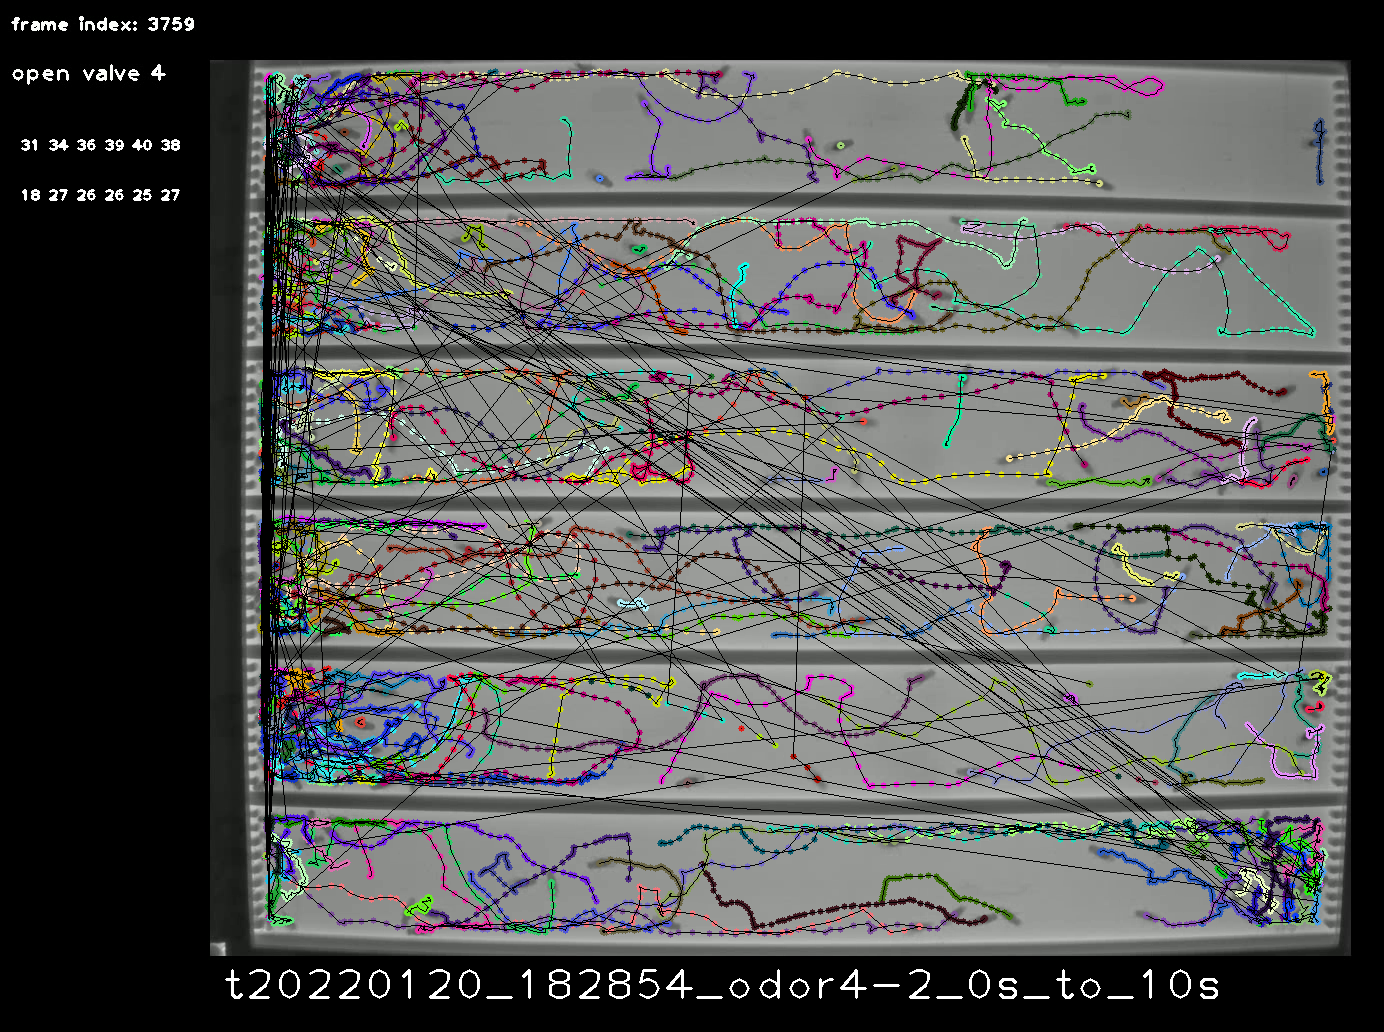 frame index: 3759
open valve 4
31 34 36 39 40 38
18 27 26 26 25 27
t20220120_182854_odor4-2_0s_to_10s